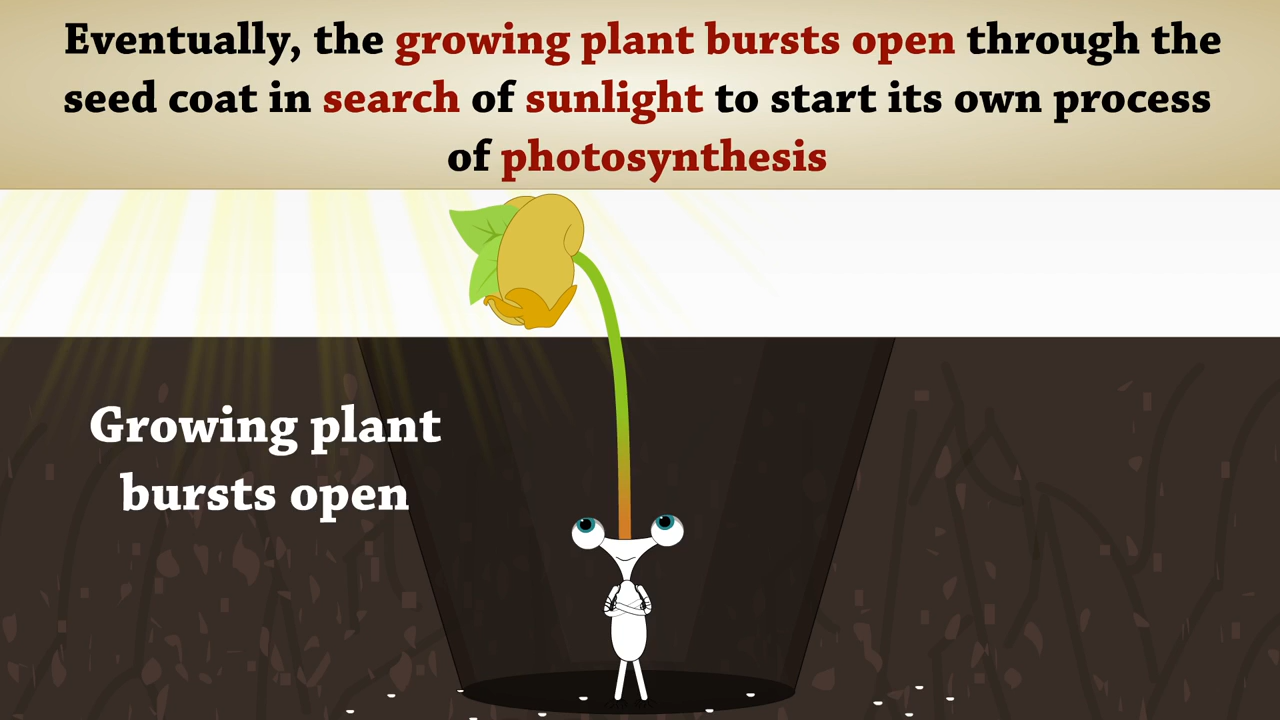 Eventually, the growing plant bursts open through the
seed coat in search of sunlight to start its own process
of photosynthesis
Growing plant
bursts open